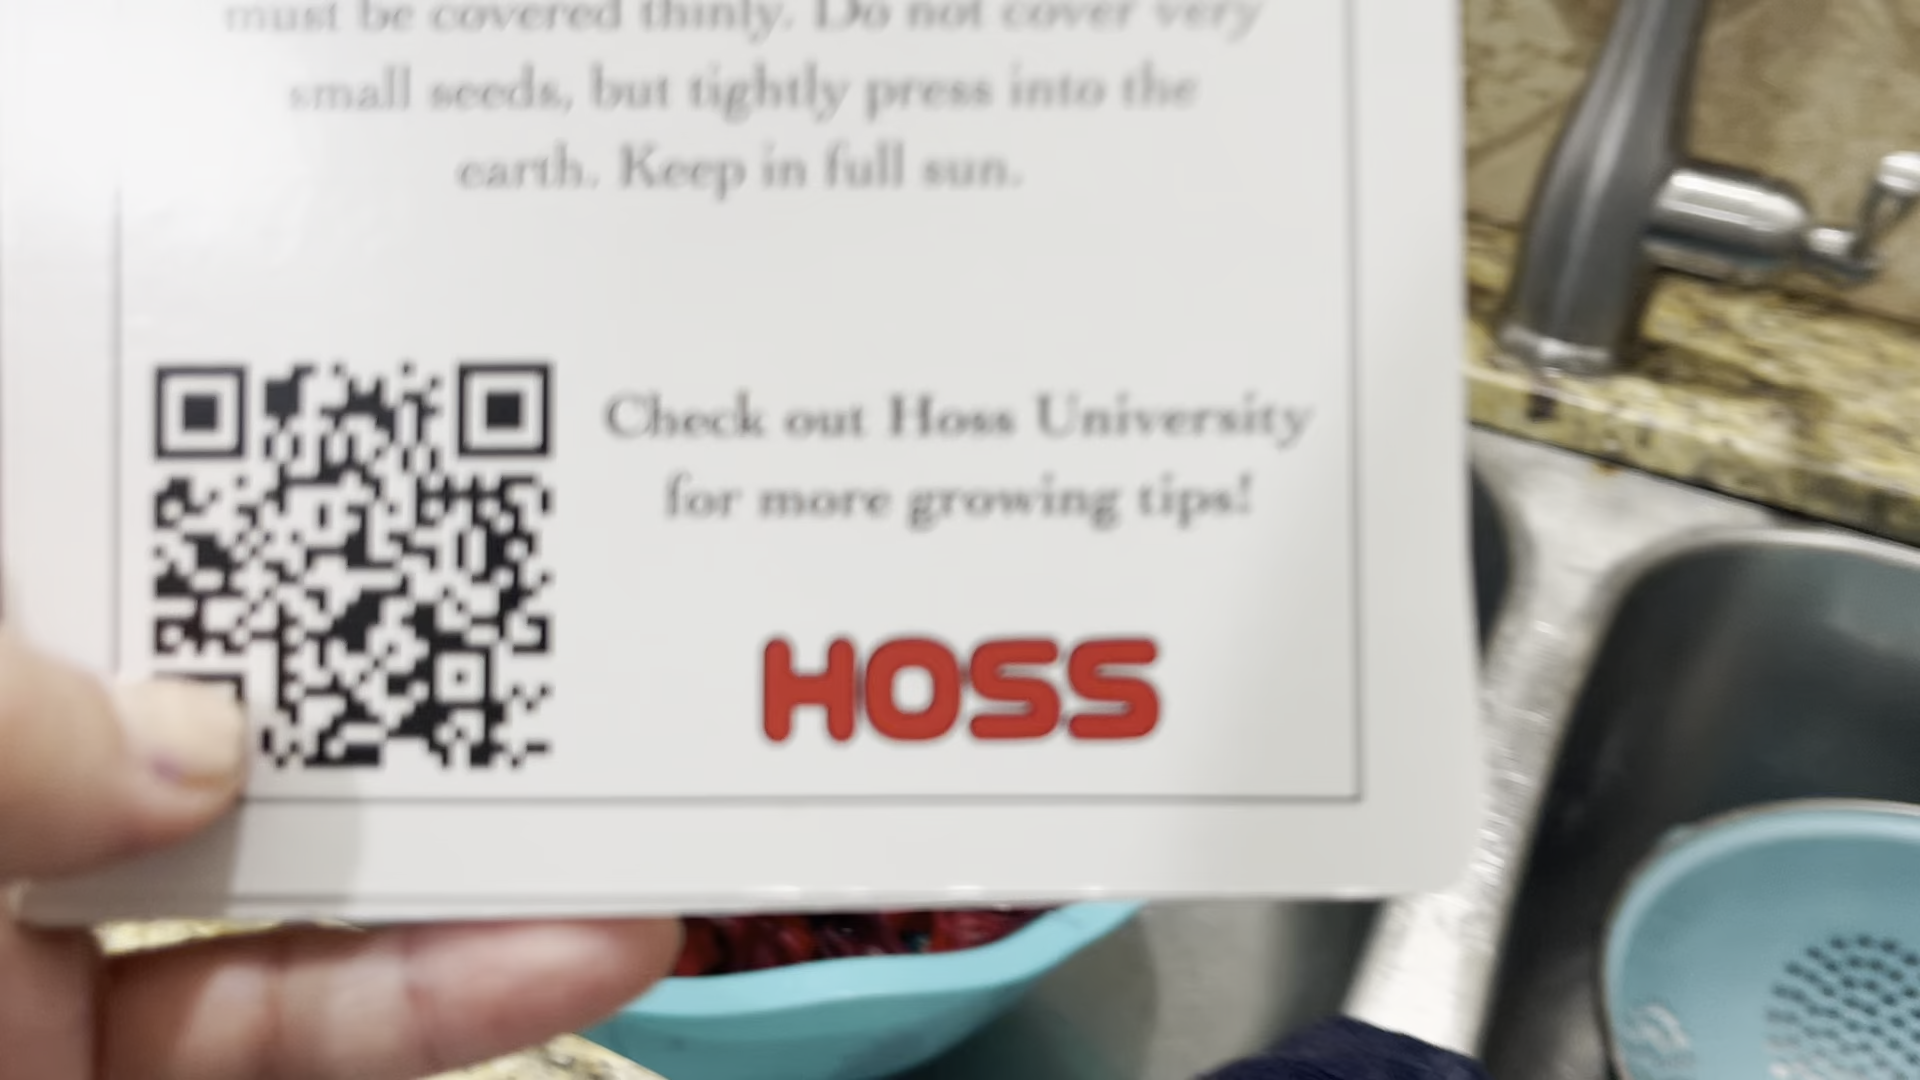 must be covered thinly. Do not cover very
small seeds, but tightly press into the
earth. Keep in full sun.
Check out Hoss University
for more growing tips!
HOSS